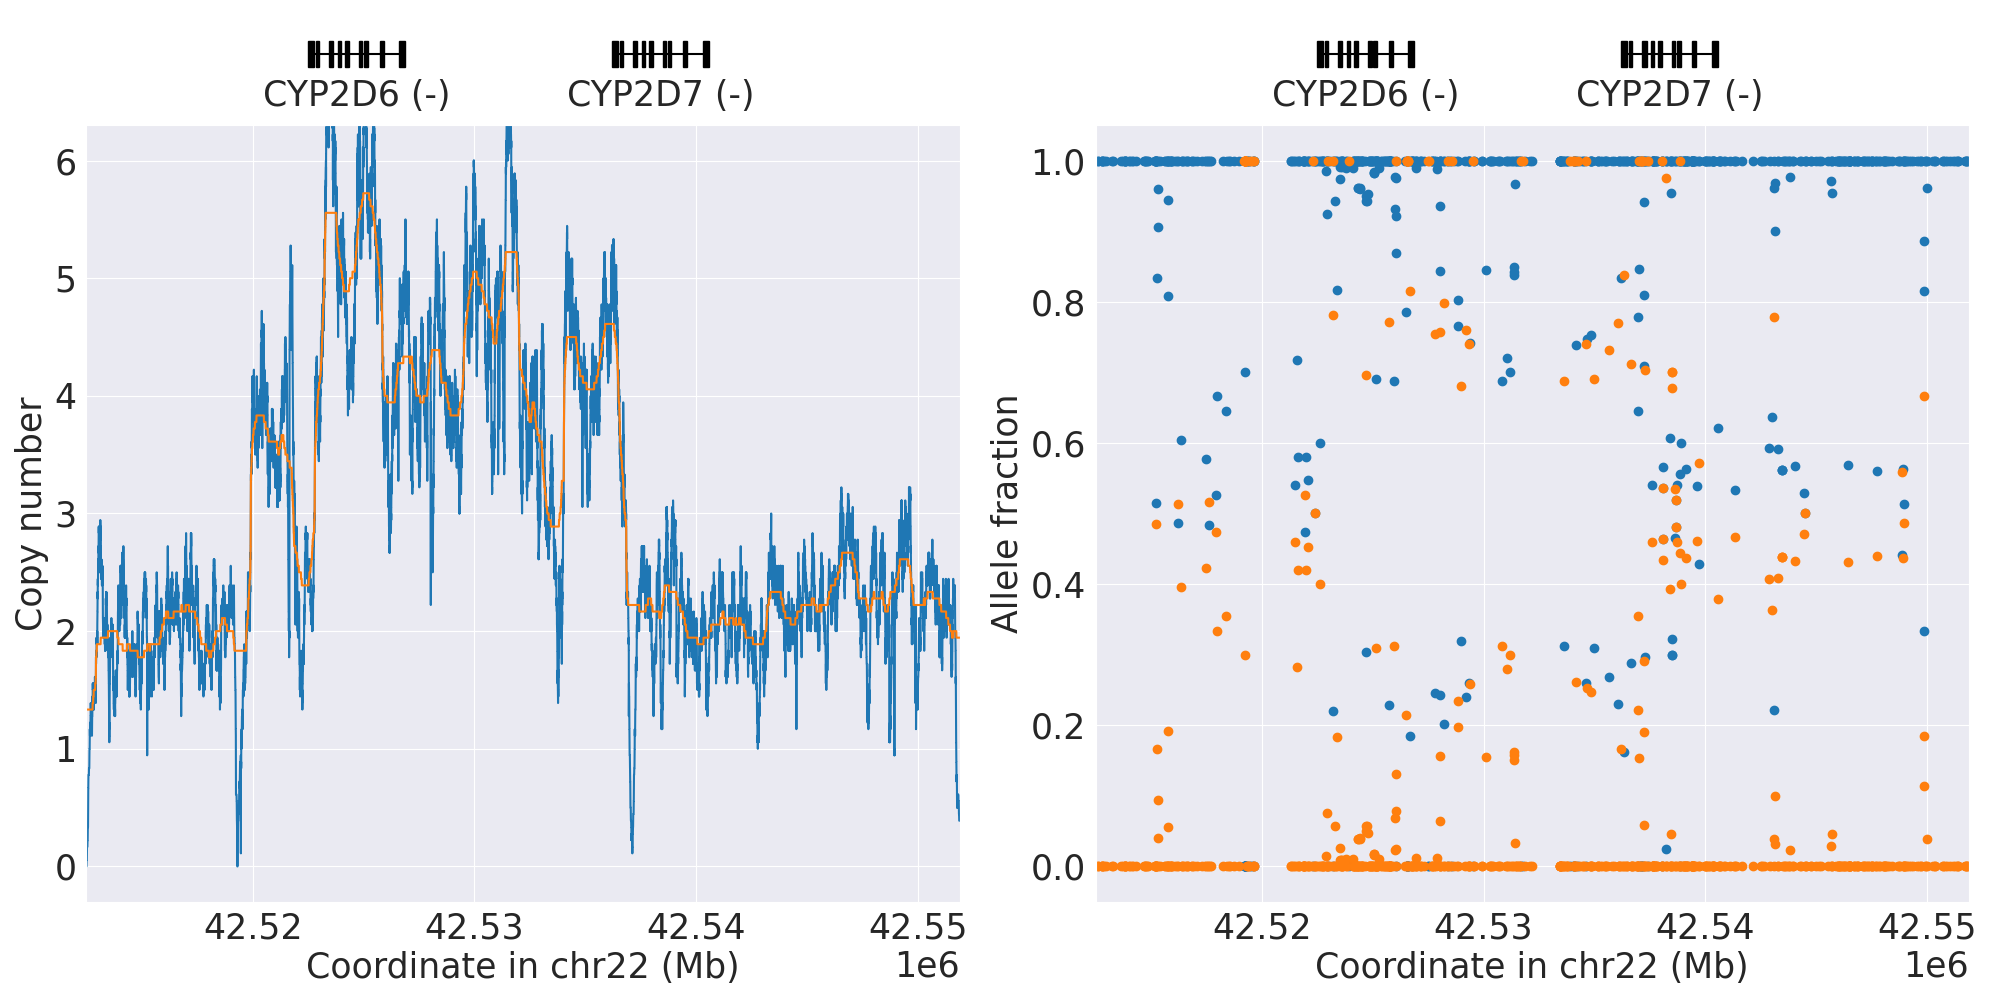 CYP2D6 (-) CYP2D7 (-)
Copy number
6
5
4
3
2
1
0
42.52 42.53 42.54 42.55
Coordinate in chr22 (Mb) 1e6
CYP2D6 (-) CYP2D7 (-)
Allele fraction
1.0
0.8
0.6
0.4
0.2
0.0
42.52 42.53 42.54 42.55
Coordinate in chr22 (Mb) 1e6